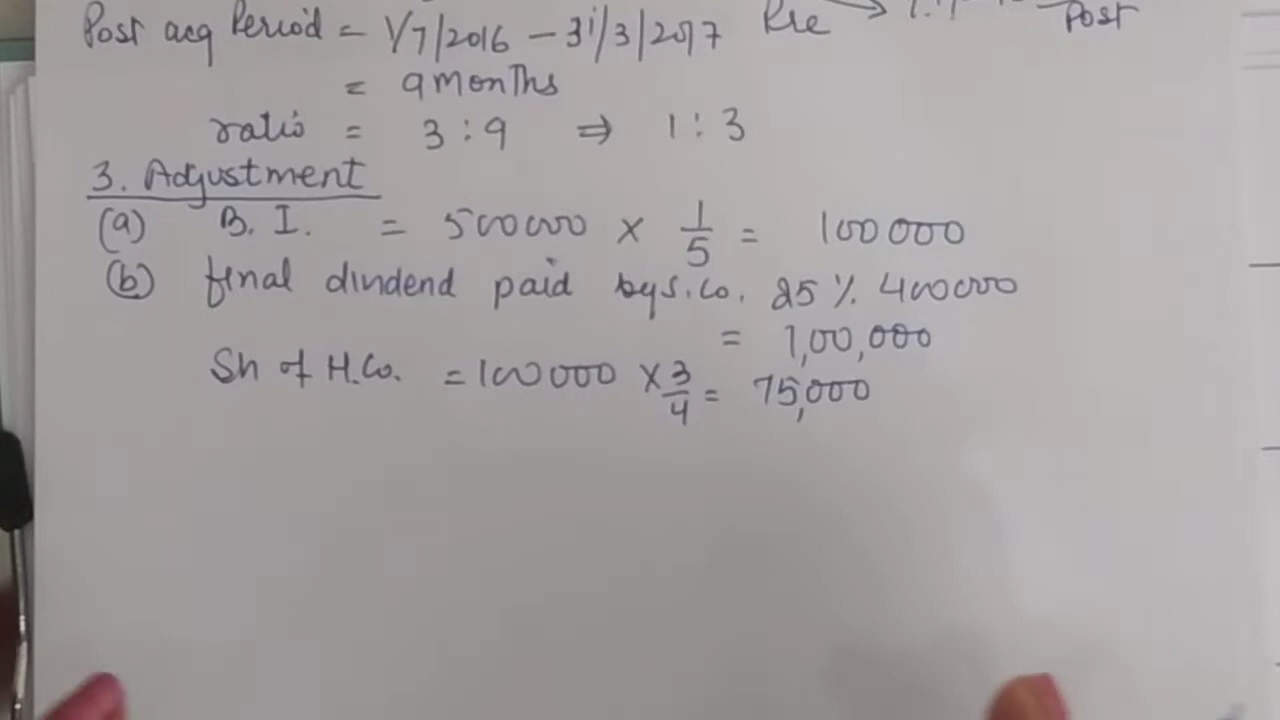 Post acq Period = 1/7/2016 - 31/3/2017 Pre Post
= 9 months
ratio = 3 : 9 ⇒ 1 : 3
3. Adjustment
(a) B. I. = 500000 × 1/5 = 100000
(b) final dividend paid by S. Co. 25 % 400000
= 1,00,000
Sh of H. Co. = 100000 × 3/4 = 75,000